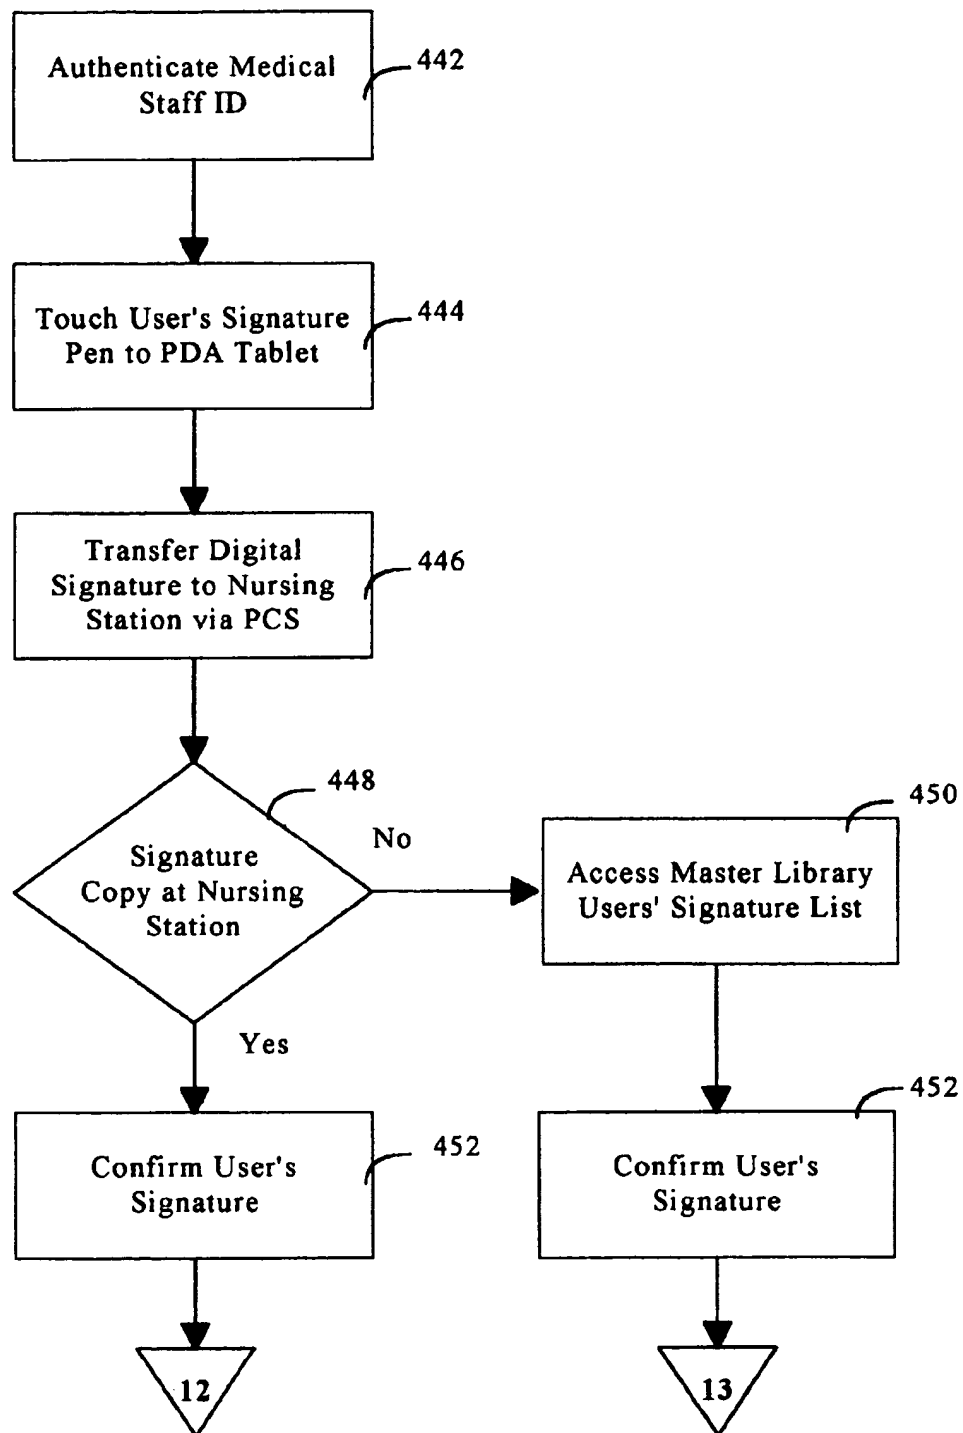 Authenticate Medical
Staff ID
442
Touch User's Signature
Pen to PDA Tablet
444
Transfer Digital
Signature to Nursing
Station via PCS
446
448
Signature
Copy at Nursing
Station
No
Yes
450
Access Master Library
Users' Signature List
452
Confirm User's
Signature
452
Confirm User's
Signature
12
13